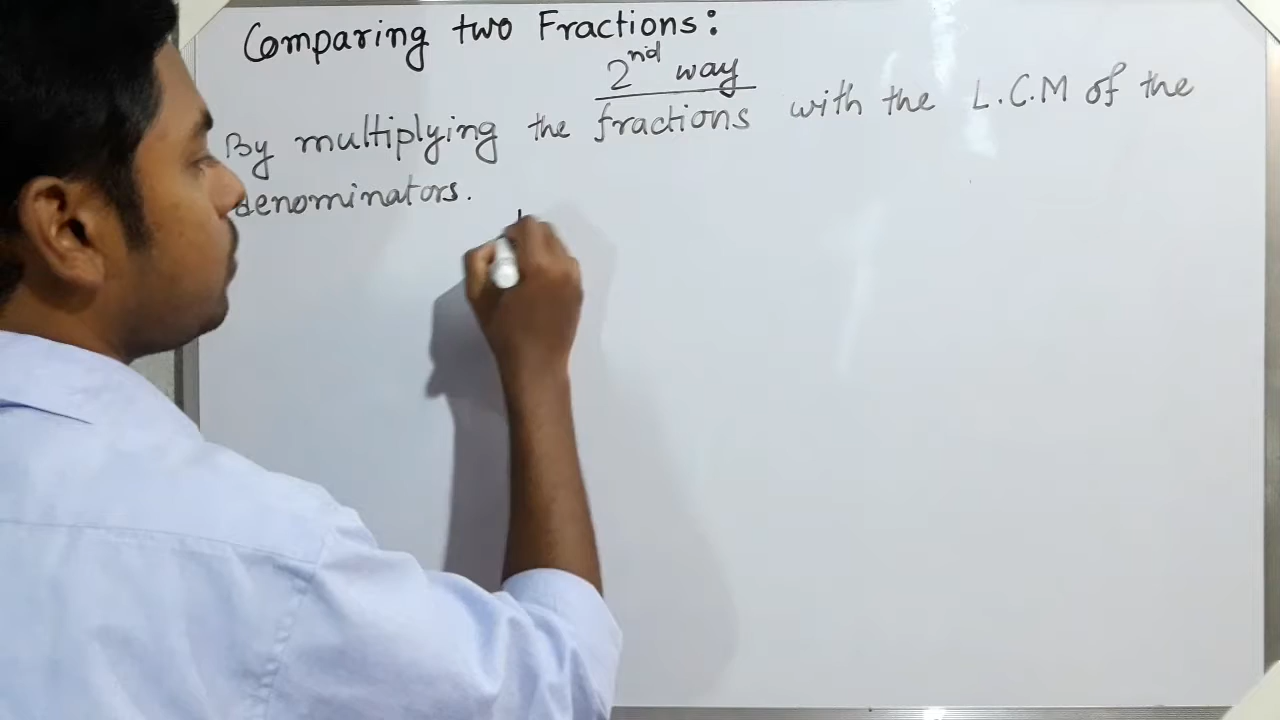 Comparing two Fractions:
2nd way
By multiplying the fractions with the L.C.M of the
denominators.